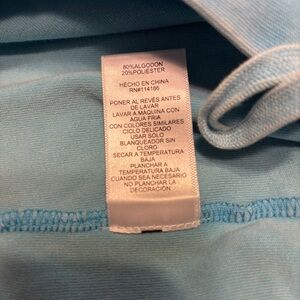 80%ALGODON
20%POLIÉSTER
HECHO EN CHINA
RN#114186
PONER AL REVÉS ANTES
DE LAVAR
LAVAR A MAQUINA CON
AGUA FRIA
CON COLORES SIMILARES
CICLO DELICADO
USAR SOLO
BLANQUEADOR SIN
CLORO
SECAR A TEMPERATURA
BAJA
PLANCHAR A
TEMPERATURA BAJA
CUANDO SEA NECESARIO
NO PLANCHAR LA
DECORACIÓN